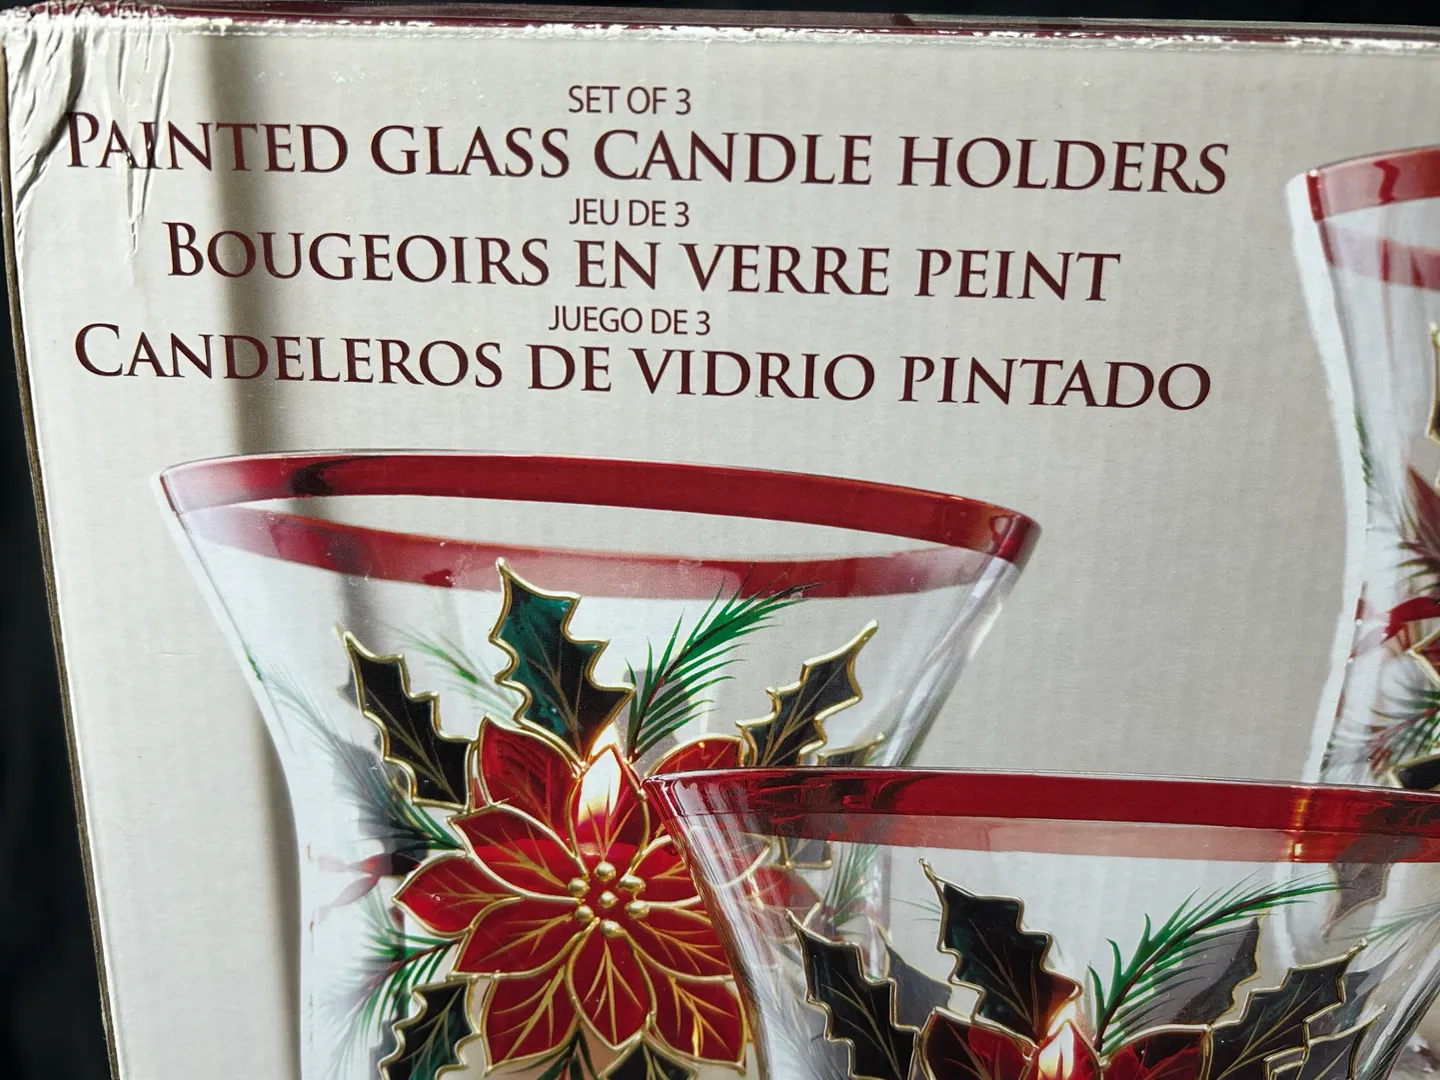 SET OF 3
PAINTED GLASS CANDLE HOLDERS
JEU DE 3
BOUGEOIRS EN VERRE PEINT
JUEGO DE 3
CANDELEROS DE VIDRIO PINTADO